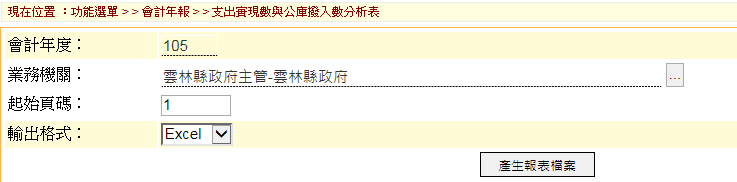 現在位置 ：功能選單 > > 會計年報 > > 支出實現數與公庫撥入數分析表
會計年度： 105
業務機關： 雲林縣政府主管-雲林縣政府 ...
起始頁碼： 1
輸出格式： Excel
產生報表檔案